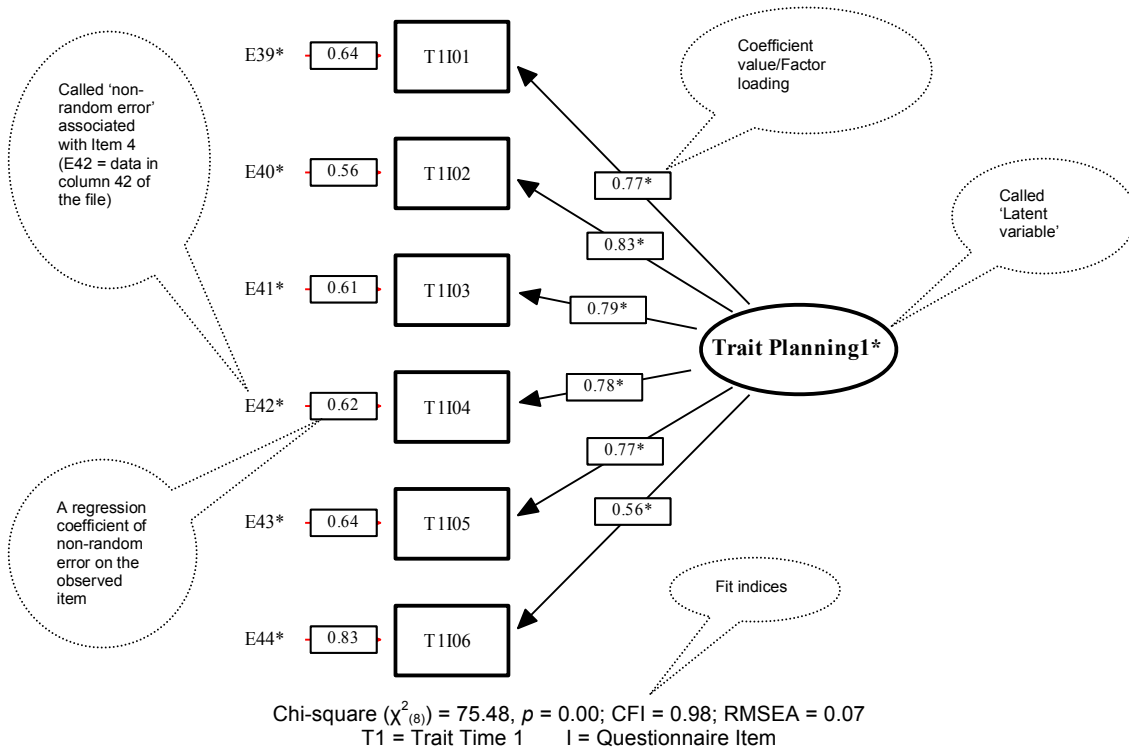 E39*
0.64
T1I01
Coefficient
value/Factor
loading
Called ‘non-
random error’
associated
with Item 4
(E42 = data in
column 42 of
the file)
E40*
0.56
T1I02
0.77*
Called
‘Latent
variable’
0.83*
E41*
0.61
T1I03
0.79*
Trait Planning1*
E42*
0.62
T1I04
0.78*
0.77*
A regression
coefficient of
non-random
error on the
observed
item
E43*
0.64
T1I05
0.56*
Fit indices
E44*
0.83
T1I06
Chi-square (χ²(8)) = 75.48, p = 0.00; CFI = 0.98; RMSEA = 0.07
T1 = Trait Time 1 I = Questionnaire Item